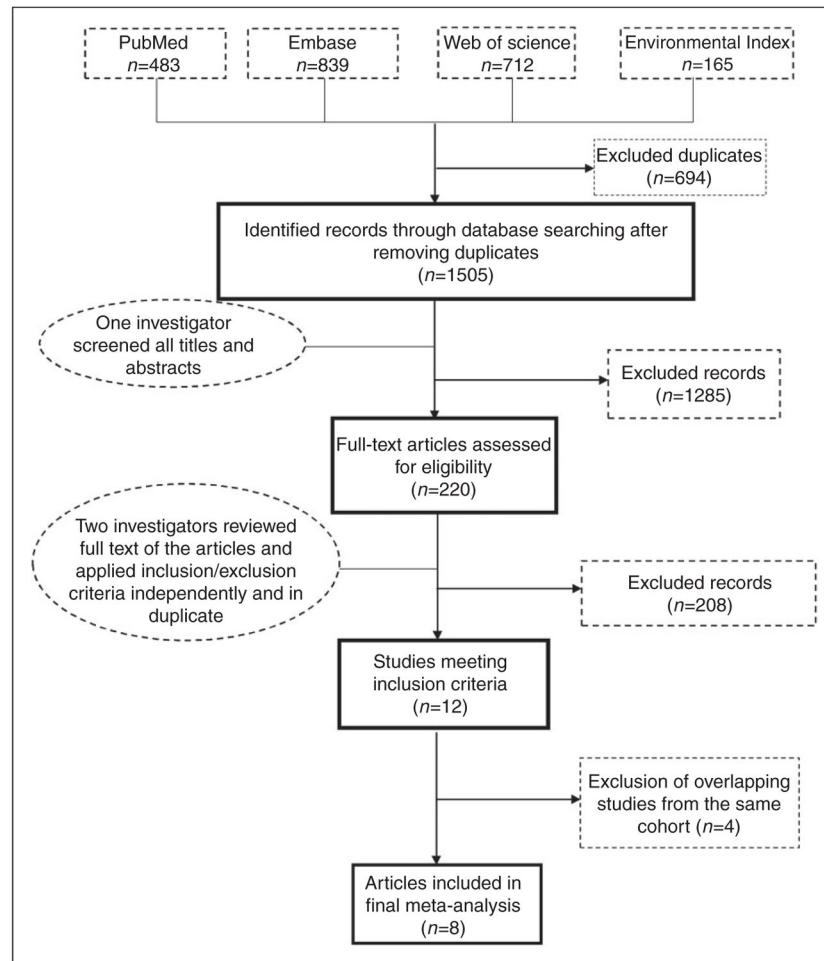 PubMed
n=483
Embase
n=839
Web of science
n=712
Environmental Index
n=165
Excluded duplicates
(n=694)
Identified records through database searching after
removing duplicates
(n=1505)
One investigator
screened all titles and
abstracts
Excluded records
(n=1285)
Full-text articles assessed
for eligibility
(n=220)
Two investigators reviewed
full text of the articles and
applied inclusion/exclusion
criteria independently and in
duplicate
Excluded records
(n=208)
Studies meeting
inclusion criteria
(n=12)
Exclusion of overlapping
studies from the same
cohort (n=4)
Articles included in
final meta-analysis
(n=8)